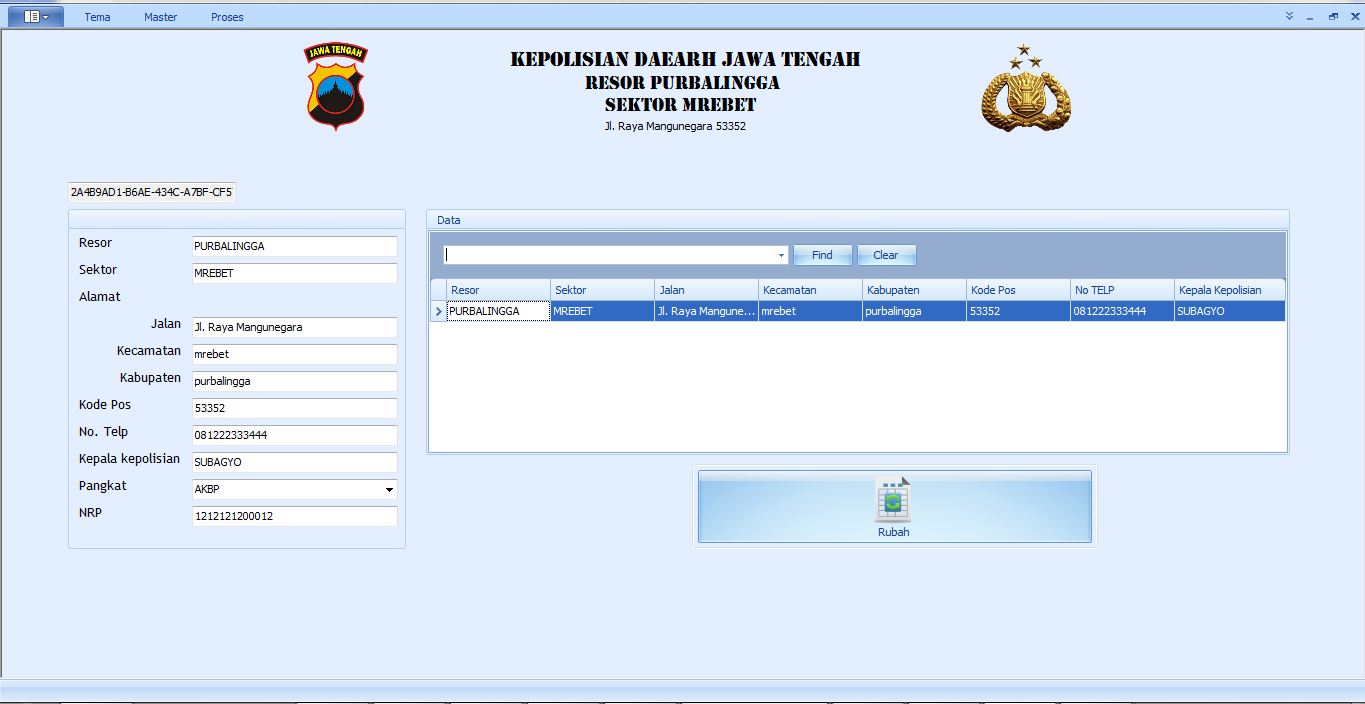 Tema Master Proses
JAWA TENGAH
KEPOLISIAN DAEARH JAWA TENGAH
RESOR PURBALINGGA
SEKTOR MREBET
Jl. Raya Mangunegara 53352
2A4B9AD1-B6AE-434C-A7BF-CF5
Resor PURBALINGGA
Sektor MREBET
Alamat
Jalan Jl. Raya Mangunegara
Kecamatan mrebet
Kabupaten purbalingga
Kode Pos 53352
No. Telp 081222333444
Kepala kepolisian SUBAGYO
Pangkat AKBP
NRP 1212121200012
Data
Find Clear
Resor Sektor Jalan Kecamatan Kabupaten Kode Pos No TELP Kepala Kepolisian
PURBALINGGA MREBET Jl. Raya Mangune... mrebet purbalingga 53352 081222333444 SUBAGYO
Rubah